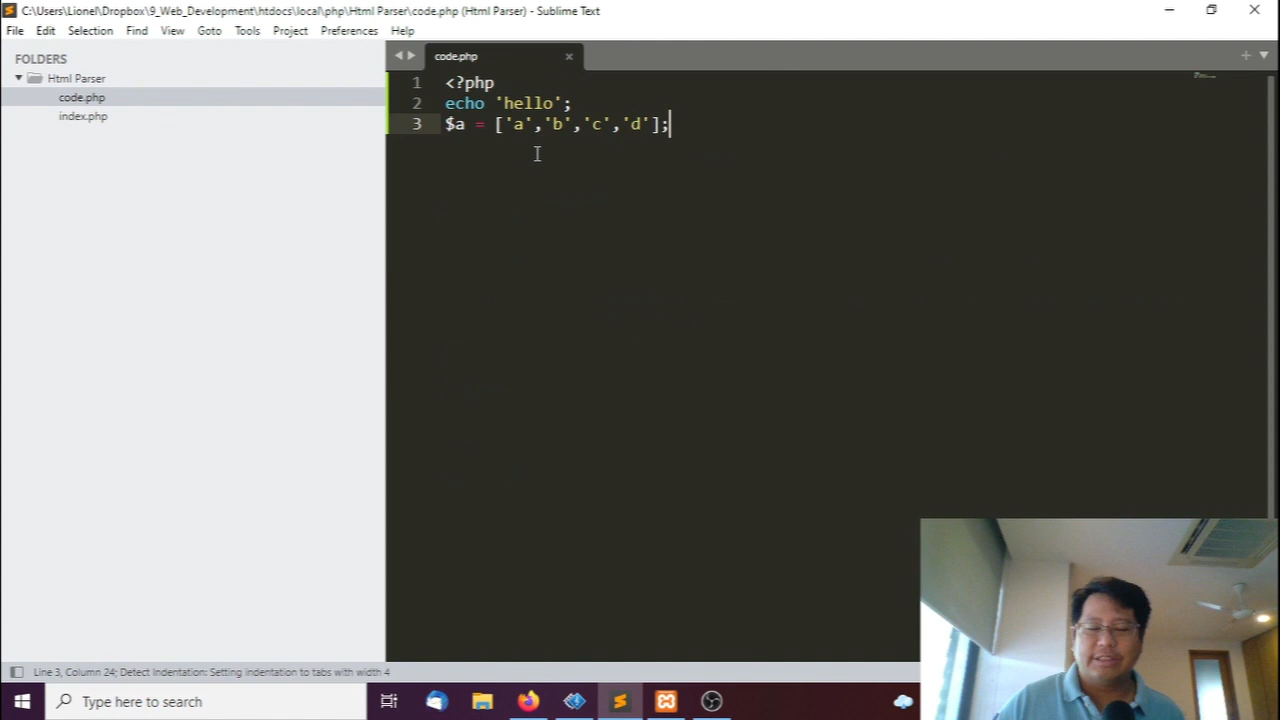 C:\Users\Lionel\Dropbox\9_Web_Development\htdocs\local\php\Html Parser\code.php (Html Parser) - Sublime Text
File Edit Selection Find View Goto Tools Project Preferences Help
FOLDERS
Html Parser
code.php
index.php
code.php
1 <?php
2 echo 'hello';
3 $a = ['a','b','c','d'];
Line 3, Column 24; Detect Indentation: Setting indentation to tabs with width 4
Type here to search